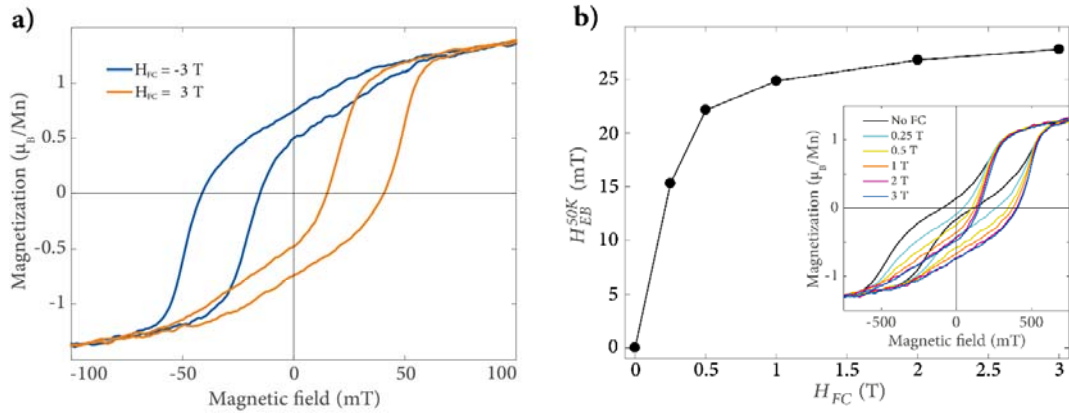 a)
H_FC = -3 T
H_FC = 3 T
Magnetization (μ_B/Mn)
1
0.5
0
-0.5
-1
-100
-50
0
50
100
Magnetic field (mT)
b)
H_EB^50K (mT)
25
20
15
10
5
0
0
0.5
1
1.5
2
2.5
3
H_FC (T)
No FC
0.25 T
0.5 T
1 T
2 T
3 T
Magnetization (μ_B/Mn)
1
0
-1
-500
0
500
Magnetic field (mT)